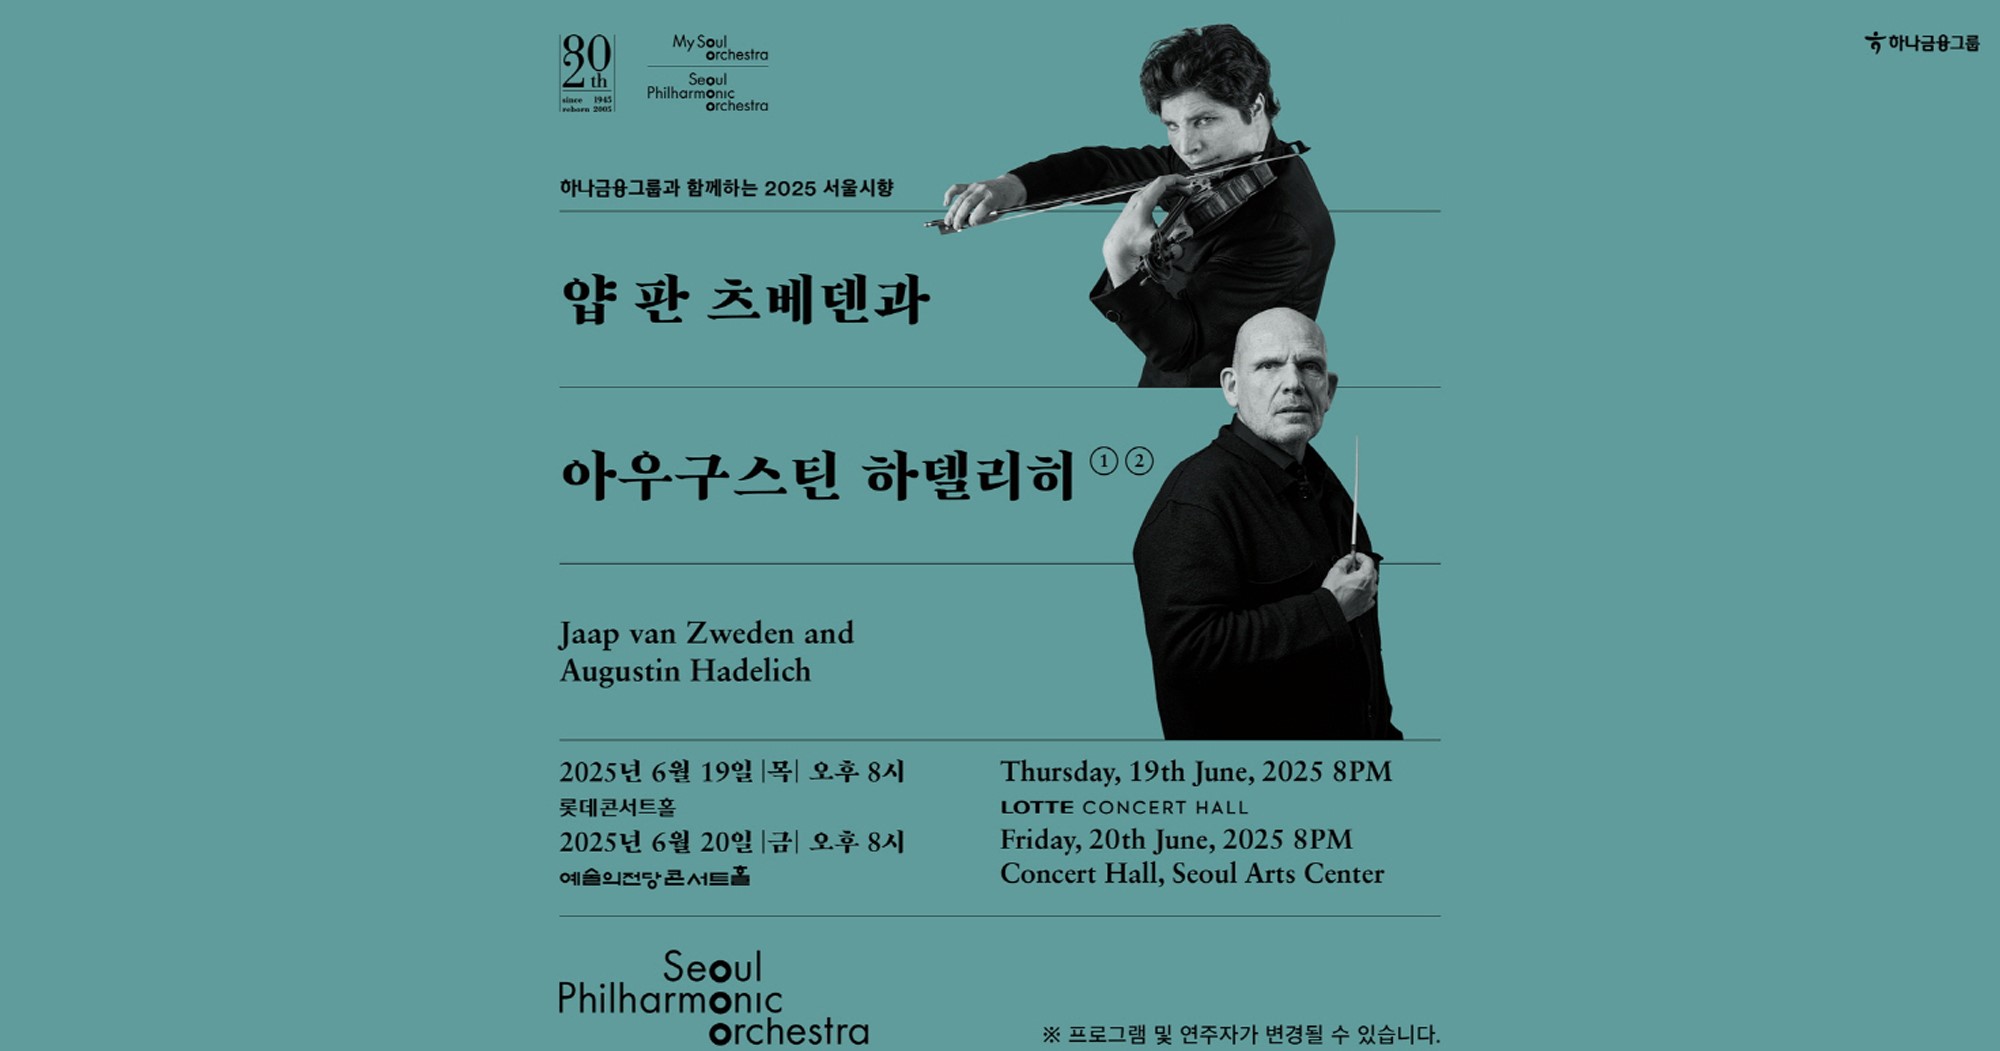 80
20
th
since 1945
reborn 2005
My Soul
orchestra
Seoul
Philharmonic
orchestra
하나금융그룹
하나금융그룹과 함께하는 2025 서울시향
얍 판 츠베덴과
아우구스틴 하델리히 ① ②
Jaap van Zweden and
Augustin Hadelich
2025년 6월 19일 |목| 오후 8시
롯데콘서트홀
2025년 6월 20일 |금| 오후 8시
예술의전당 콘서트홀
Thursday, 19th June, 2025 8PM
LOTTE CONCERT HALL
Friday, 20th June, 2025 8PM
Concert Hall, Seoul Arts Center
Seoul
Philharmonic
orchestra
※ 프로그램 및 연주자가 변경될 수 있습니다.